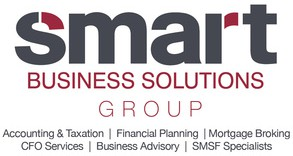 smart
BUSINESS SOLUTIONS
GROUP
Accounting & Taxation | Financial Planning | Mortgage Broking
CFO Services | Business Advisory | SMSF Specialists